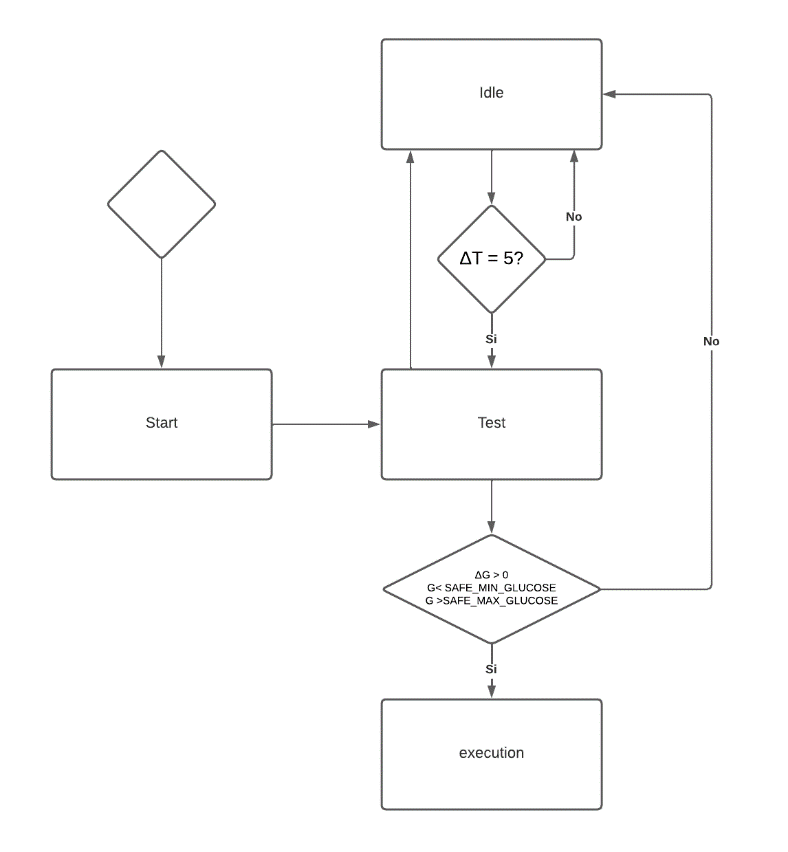 Idle
No
ΔT = 5?
Si
No
Start
Test
ΔG > 0
G< SAFE_MIN_GLUCOSE
G >SAFE_MAX_GLUCOSE
Si
execution